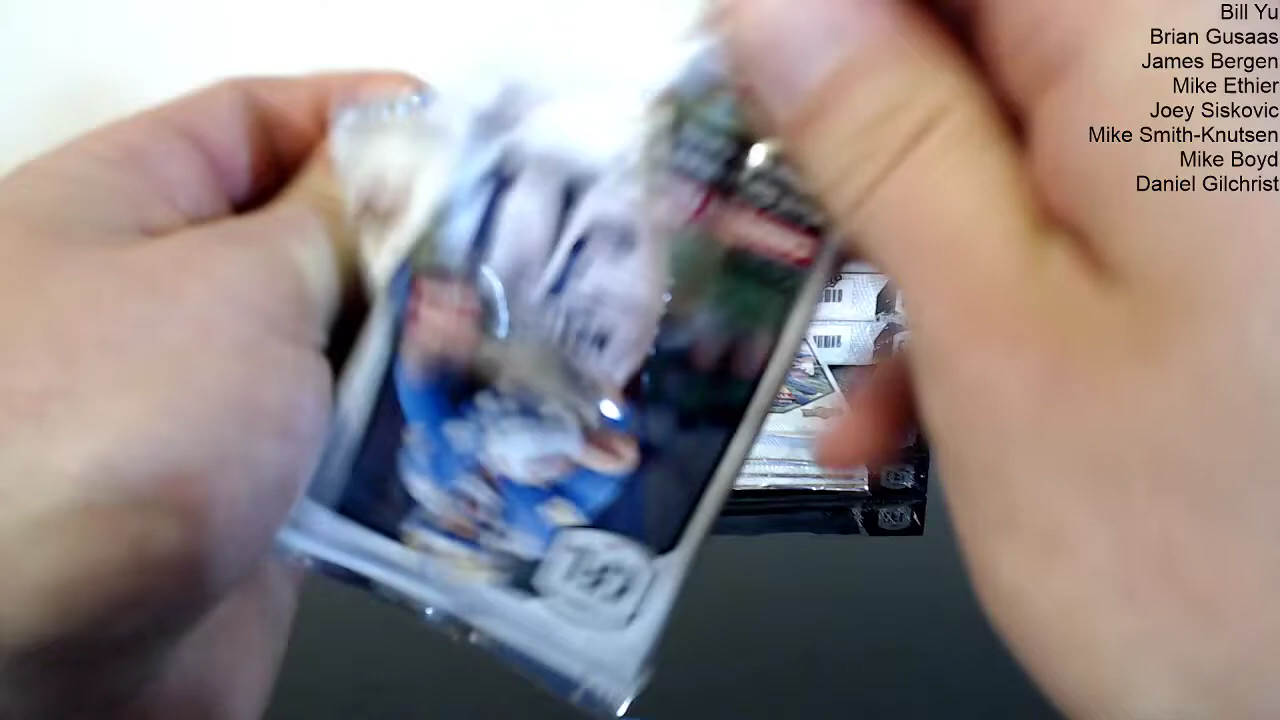 Bill Yu
Brian Gusaas
James Bergen
Mike Ethier
Joey Siskovic
Mike Smith-Knutsen
Mike Boyd
Daniel Gilchrist